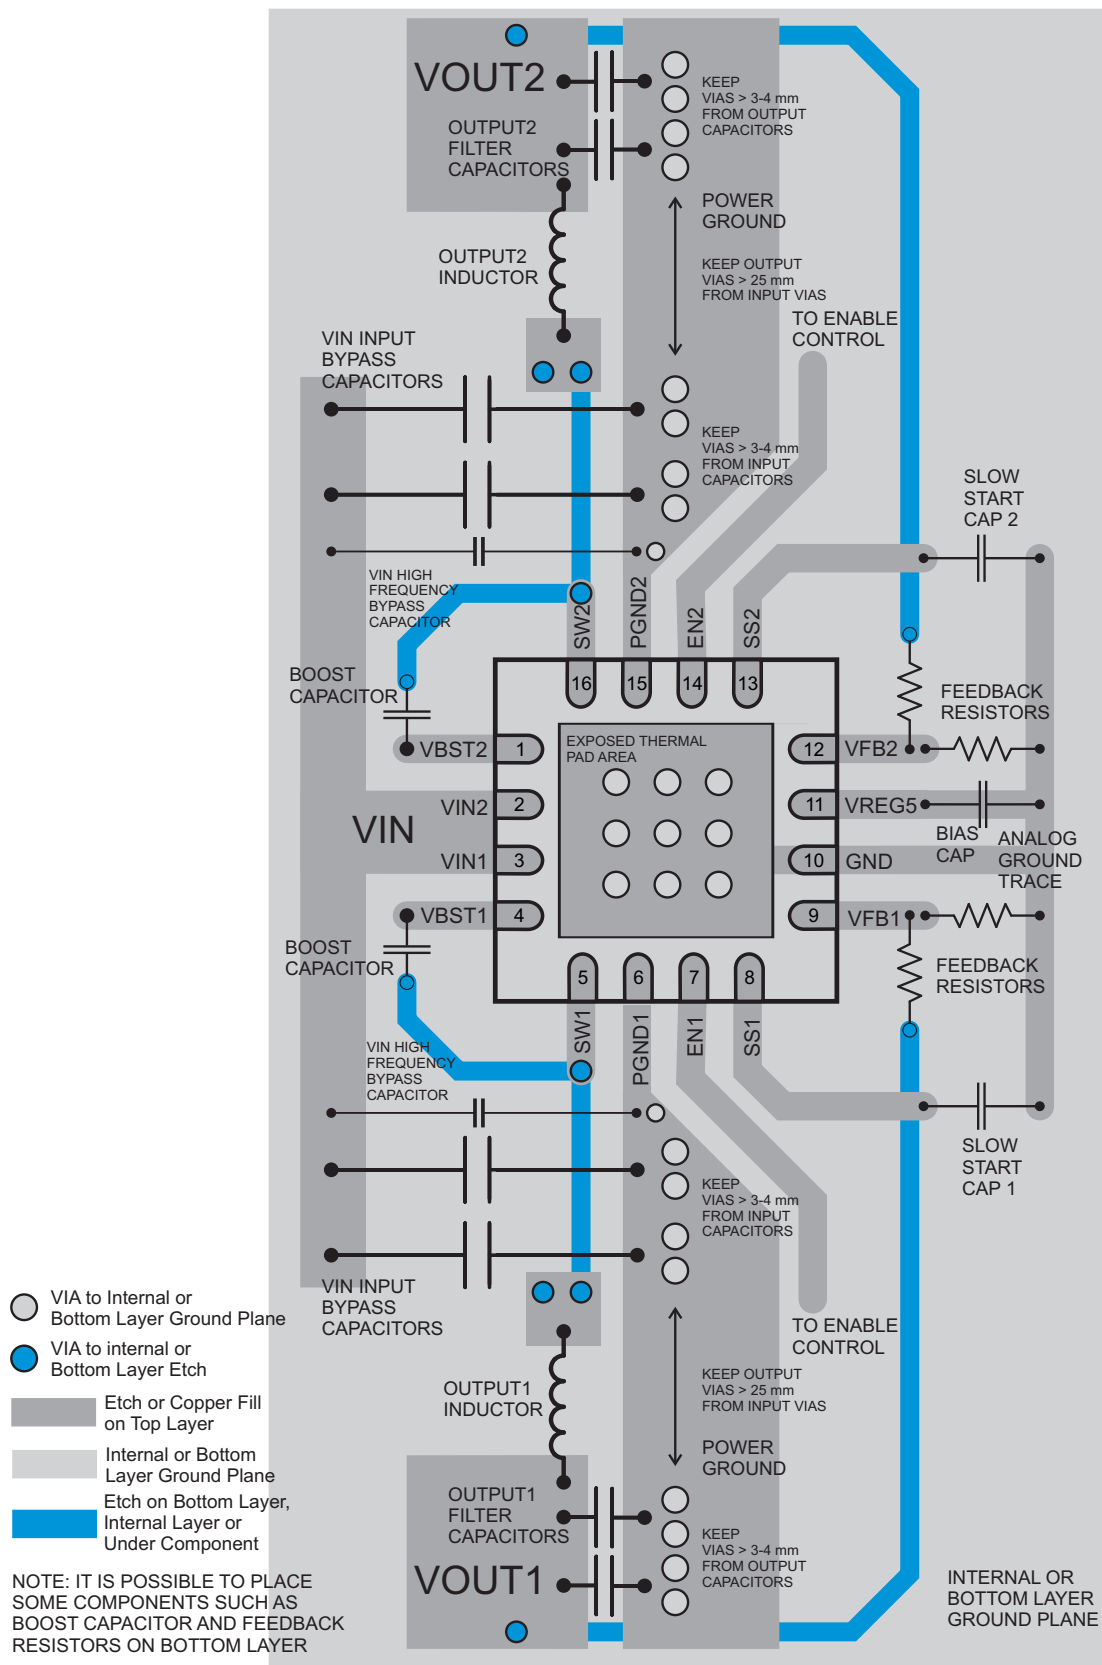 VOUT2
KEEP
VIAS > 3-4 mm
FROM OUTPUT
CAPACITORS
OUTPUT2
FILTER
CAPACITORS
POWER
GROUND
OUTPUT2
INDUCTOR
KEEP OUTPUT
VIAS > 25 mm
FROM INPUT VIAS
TO ENABLE
CONTROL
VIN INPUT
BYPASS
CAPACITORS
KEEP
VIAS > 3-4 mm
FROM INPUT
CAPACITORS
SLOW
START
CAP 2
VIN HIGH
FREQUENCY
BYPASS
CAPACITOR
SW2
PGND2
EN2
SS2
BOOST
CAPACITOR
16
15
14
13
FEEDBACK
RESISTORS
VBST2
1
EXPOSED THERMAL
PAD AREA
12
VFB2
VIN2
2
11
VREG5
VIN
BIAS
CAP
ANALOG
GROUND
TRACE
VIN1
3
10
GND
VBST1
4
9
VFB1
BOOST
CAPACITOR
5
6
7
8
FEEDBACK
RESISTORS
SW1
PGND1
EN1
SS1
VIN HIGH
FREQUENCY
BYPASS
CAPACITOR
SLOW
START
CAP 1
KEEP
VIAS > 3-4 mm
FROM INPUT
CAPACITORS
VIN INPUT
BYPASS
CAPACITORS
TO ENABLE
CONTROL
VIA to Internal or
Bottom Layer Ground Plane
VIA to internal or
Bottom Layer Etch
Etch or Copper Fill
on Top Layer
Internal or Bottom
Layer Ground Plane
Etch on Bottom Layer,
Internal Layer or
Under Component
OUTPUT1
INDUCTOR
KEEP OUTPUT
VIAS > 25 mm
FROM INPUT VIAS
POWER
GROUND
OUTPUT1
FILTER
CAPACITORS
KEEP
VIAS > 3-4 mm
FROM OUTPUT
CAPACITORS
VOUT1
INTERNAL OR
BOTTOM LAYER
GROUND PLANE
NOTE: IT IS POSSIBLE TO PLACE
SOME COMPONENTS SUCH AS
BOOST CAPACITOR AND FEEDBACK
RESISTORS ON BOTTOM LAYER